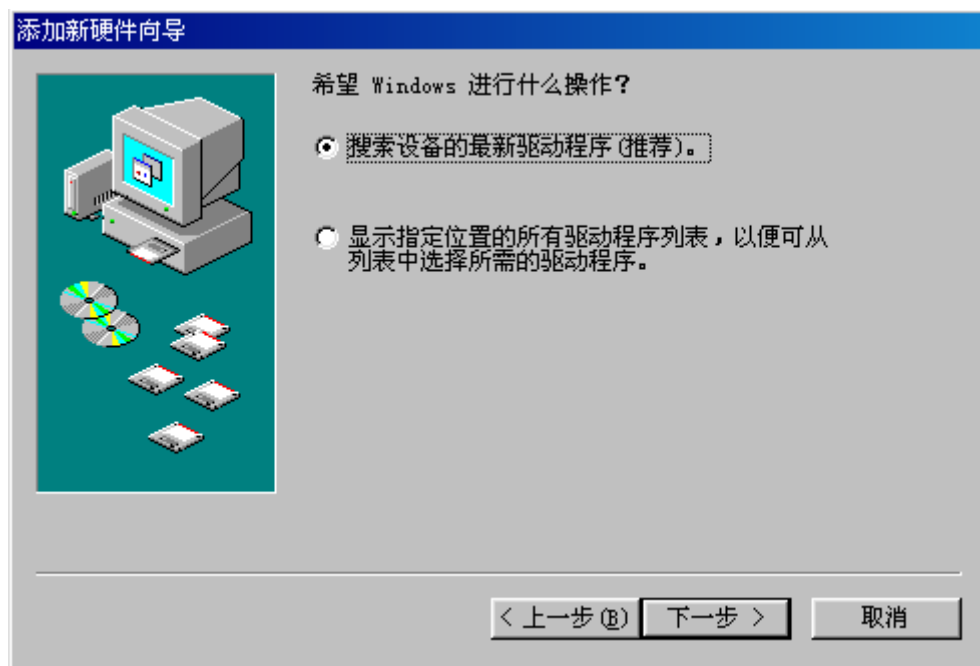 添加新硬件向导
希望 Windows 进行什么操作?
搜索设备的最新驱动程序(推荐)。
显示指定位置的所有驱动程序列表，以便可从
列表中选择所需的驱动程序。
< 上一步(B)
下一步 >
取消